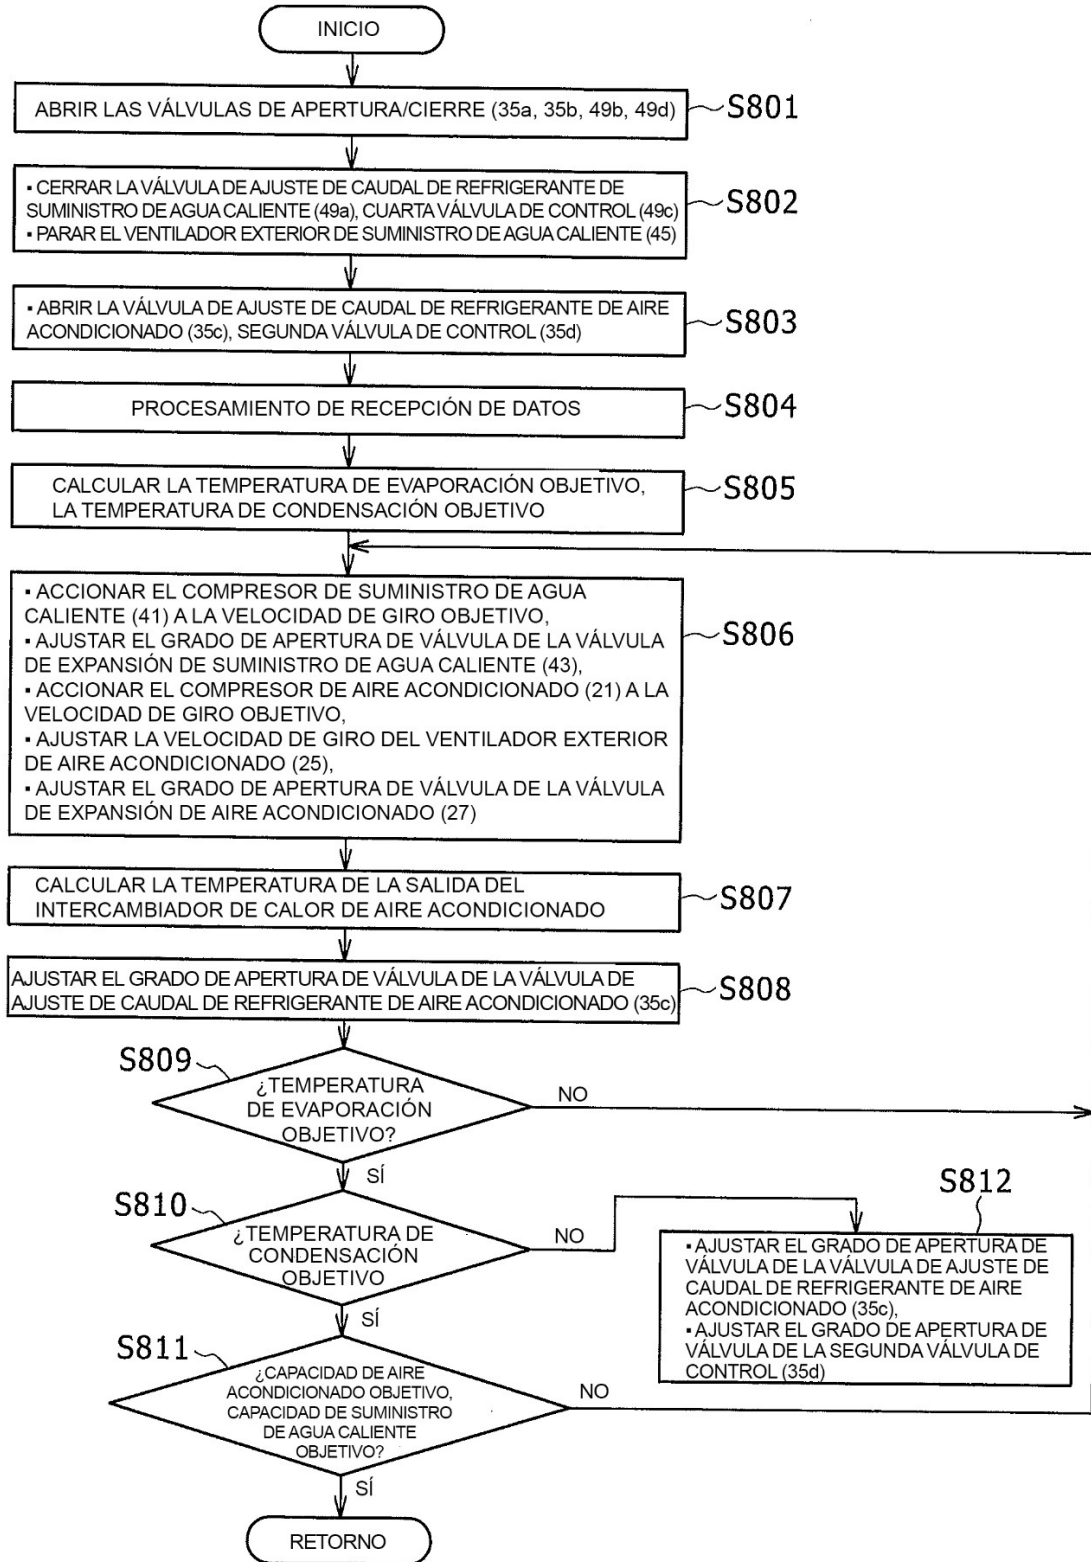 INICIO
ABRIR LAS VÁLVULAS DE APERTURA/CIERRE (35a, 35b, 49b, 49d)
S801
▪ CERRAR LA VÁLVULA DE AJUSTE DE CAUDAL DE REFRIGERANTE DE
SUMINISTRO DE AGUA CALIENTE (49a), CUARTA VÁLVULA DE CONTROL (49c)
▪ PARAR EL VENTILADOR EXTERIOR DE SUMINISTRO DE AGUA CALIENTE (45)
S802
▪ ABRIR LA VÁLVULA DE AJUSTE DE CAUDAL DE REFRIGERANTE DE AIRE
ACONDICIONADO (35c), SEGUNDA VÁLVULA DE CONTROL (35d)
S803
PROCESAMIENTO DE RECEPCIÓN DE DATOS
S804
CALCULAR LA TEMPERATURA DE EVAPORACIÓN OBJETIVO,
LA TEMPERATURA DE CONDENSACIÓN OBJETIVO
S805
▪ ACCIONAR EL COMPRESOR DE SUMINISTRO DE AGUA
CALIENTE (41) A LA VELOCIDAD DE GIRO OBJETIVO,
▪ AJUSTAR EL GRADO DE APERTURA DE VÁLVULA DE LA VÁLVULA
DE EXPANSIÓN DE SUMINISTRO DE AGUA CALIENTE (43),
▪ ACCIONAR EL COMPRESOR DE AIRE ACONDICIONADO (21) A LA
VELOCIDAD DE GIRO OBJETIVO,
▪ AJUSTAR LA VELOCIDAD DE GIRO DEL VENTILADOR EXTERIOR
DE AIRE ACONDICIONADO (25),
▪ AJUSTAR EL GRADO DE APERTURA DE VÁLVULA DE LA VÁLVULA
DE EXPANSIÓN DE AIRE ACONDICIONADO (27)
S806
CALCULAR LA TEMPERATURA DE LA SALIDA DEL
INTERCAMBIADOR DE CALOR DE AIRE ACONDICIONADO
S807
AJUSTAR EL GRADO DE APERTURA DE VÁLVULA DE LA VÁLVULA DE
AJUSTE DE CAUDAL DE REFRIGERANTE DE AIRE ACONDICIONADO (35c)
S808
S809
¿TEMPERATURA
DE EVAPORACIÓN
OBJETIVO?
NO
SÍ
S810
¿TEMPERATURA DE
CONDENSACIÓN
OBJETIVO
NO
SÍ
S812
▪ AJUSTAR EL GRADO DE APERTURA DE
VÁLVULA DE LA VÁLVULA DE AJUSTE DE
CAUDAL DE REFRIGERANTE DE AIRE
ACONDICIONADO (35c),
▪ AJUSTAR EL GRADO DE APERTURA DE
VÁLVULA DE LA SEGUNDA VÁLVULA DE
CONTROL (35d)
S811
¿CAPACIDAD DE AIRE
ACONDICIONADO OBJETIVO,
CAPACIDAD DE SUMINISTRO
DE AGUA CALIENTE
OBJETIVO?
NO
SÍ
RETORNO